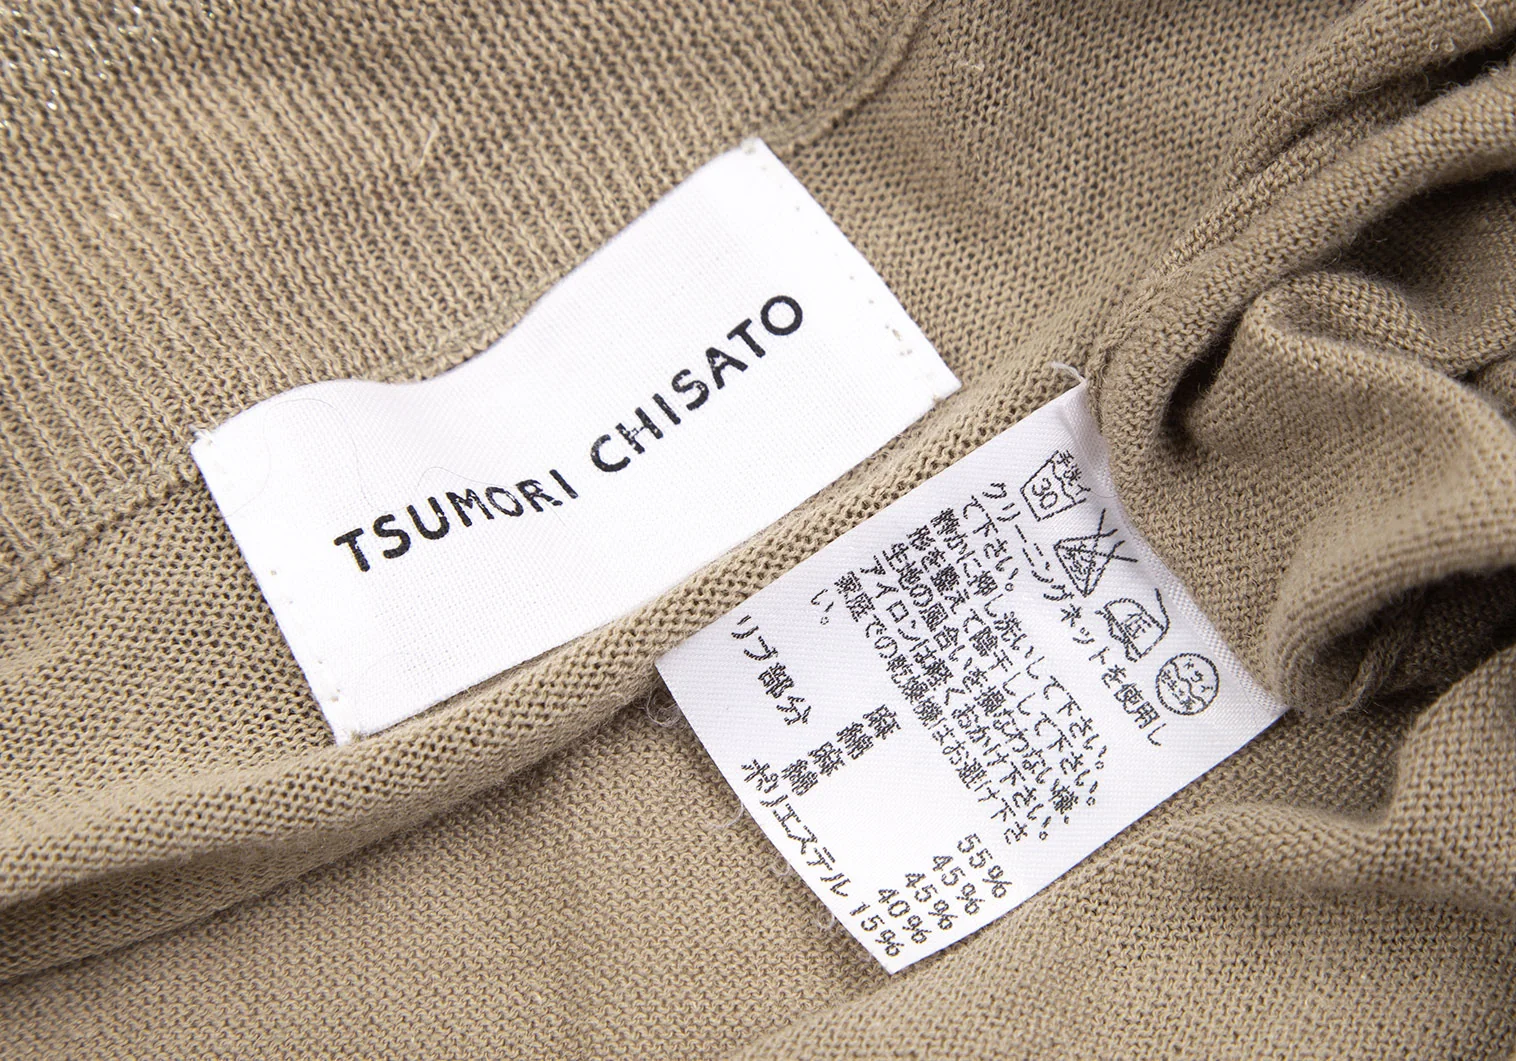 TSUMORI CHISATO
手洗イ
30
低
クリーニングネットを使用し
て下さい。
静かに押し洗いして下さい。
形を整えて陰干しして下さい。
生地の風合いを損なわない様、
アイロンは軽くおかけ下さい。
家庭での乾燥機はお避け下さ
い。
麻 55%
綿 45%
リブ部分 麻 45%
綿 40%
ポリエステル 15%